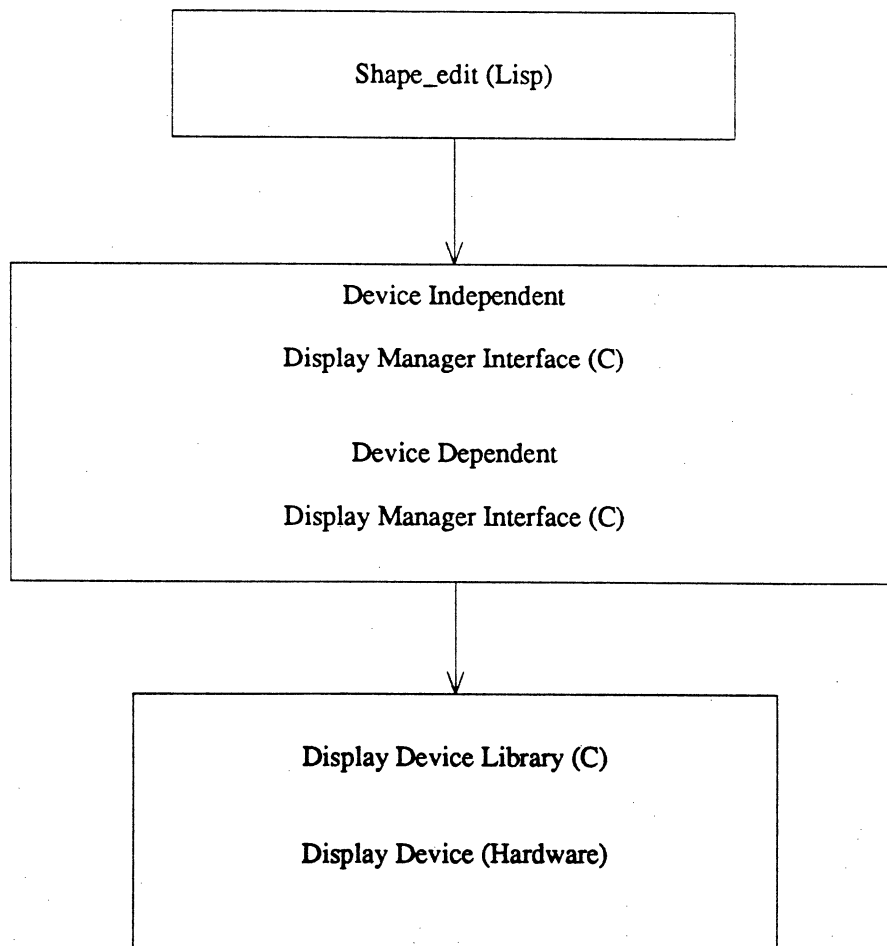 Shape_edit (Lisp)
Device Independent
Display Manager Interface (C)
Device Dependent
Display Manager Interface (C)
Display Device Library (C)
Display Device (Hardware)